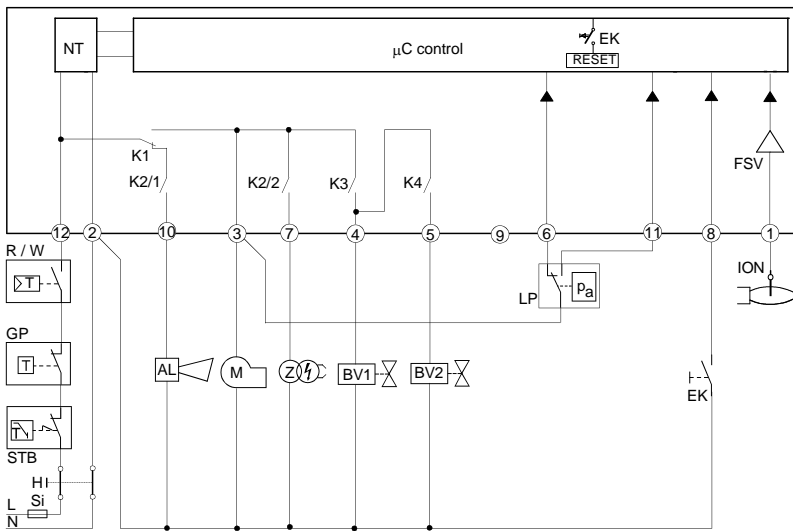 NT
µC control
EK
RESET
K1
K2/1
K2/2
K3
K4
FSV
12
2
10
3
7
4
5
9
6
11
8
1
R / W
T
ION
LP
pa
GP
T
AL
M
Z
BV1
BV2
EK
T
STB
H
Si
L
N